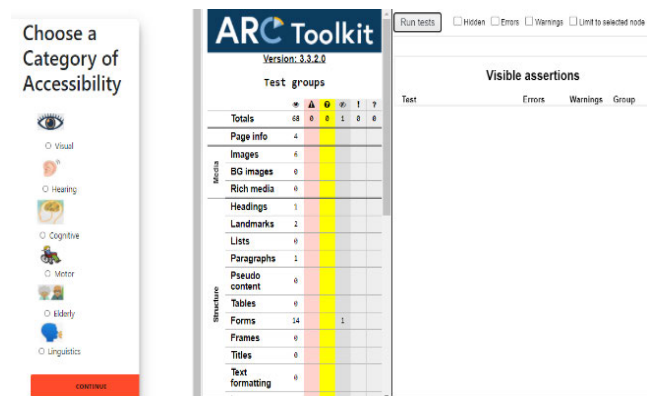 Choose a
Category of
Accessibility
Visual
Hearing
Cognitive
Motor
Elderly
Linguistics
CONTINUE
ARC Toolkit
Version: 3.3.2.0
Test groups
! ?
Totals 68 0 0 1 0 0
Page info 4
Media
Images 6
BG images 0
Rich media 0
Structure
Headings 1
Landmarks 2
Lists 0
Paragraphs 1
Pseudo
content 0
Tables 0
Forms 14 1
Frames 0
Titles 0
Text
formatting 0
Run tests Hidden Errors Warnings Limit to selected node
Visible assertions
Test Errors Warnings Group